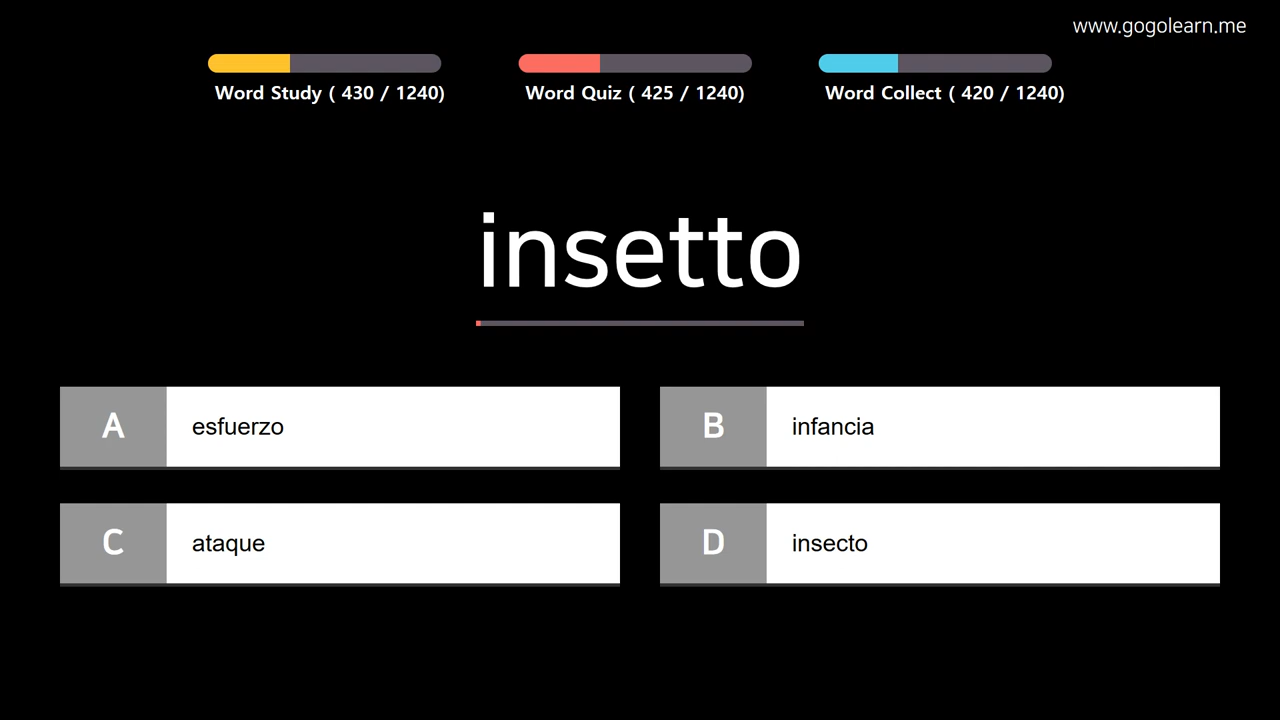 www.gogolearn.me
Word Study ( 430 / 1240)
Word Quiz ( 425 / 1240)
Word Collect ( 420 / 1240)
insetto
A esfuerzo
B infancia
C ataque
D insecto